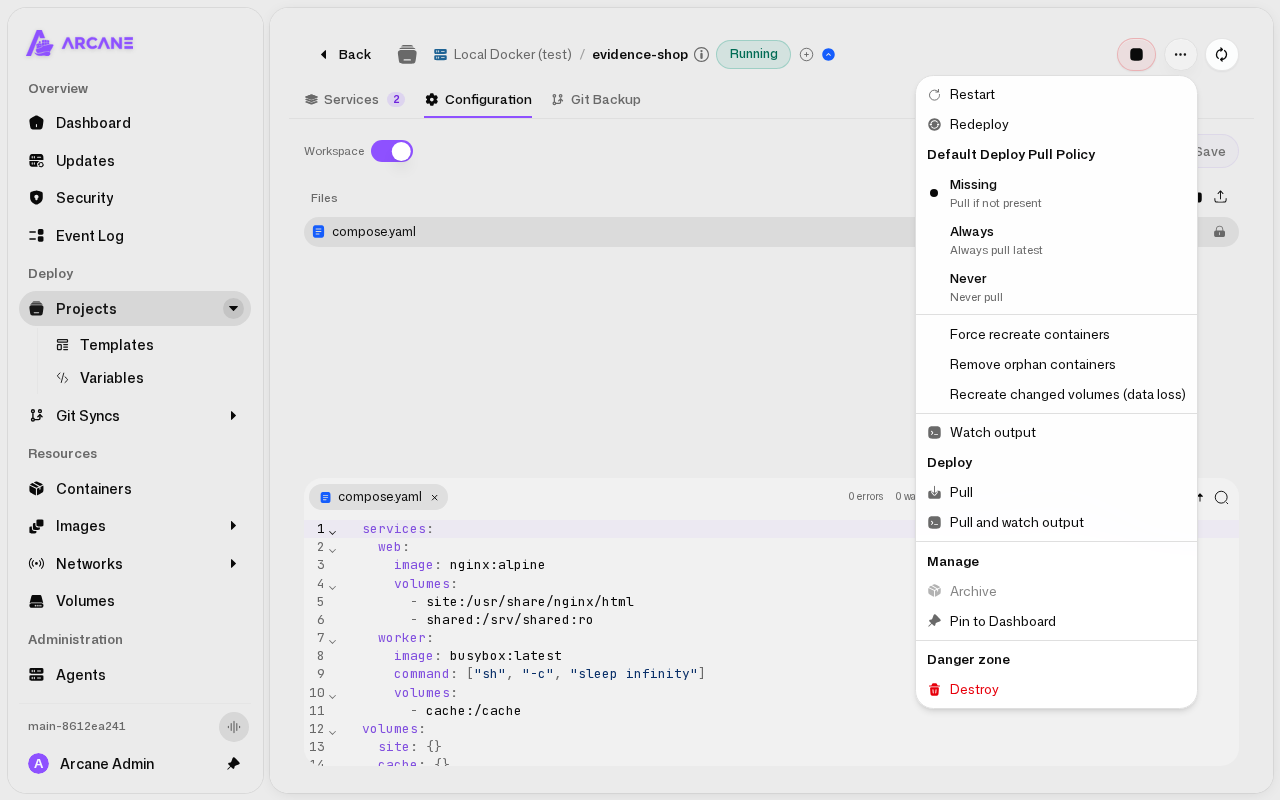 ARCANE
Overview
Dashboard
Updates
Security
Event Log
Deploy
Projects
Templates
Variables
Git Syncs
Resources
Containers
Images
Networks
Volumes
Administration
Agents
main-8612ea241
A Arcane Admin
Back
Local Docker (test) / evidence-shop
Running
Services 2
Configuration
Git Backup
Workspace
Save
Files
compose.yaml
compose.yaml
0 errors
1 services:
2 web:
3 image: nginx:alpine
4 volumes:
5 - site:/usr/share/nginx/html
6 - shared:/srv/shared:ro
7 worker:
8 image: busybox:latest
9 command: ["sh", "-c", "sleep infinity"]
10 volumes:
11 - cache:/cache
12 volumes:
13 site: {}
14 cache: {}
Restart
Redeploy
Default Deploy Pull Policy
Missing
Pull if not present
Always
Always pull latest
Never
Never pull
Force recreate containers
Remove orphan containers
Recreate changed volumes (data loss)
Watch output
Deploy
Pull
Pull and watch output
Manage
Archive
Pin to Dashboard
Danger zone
Destroy